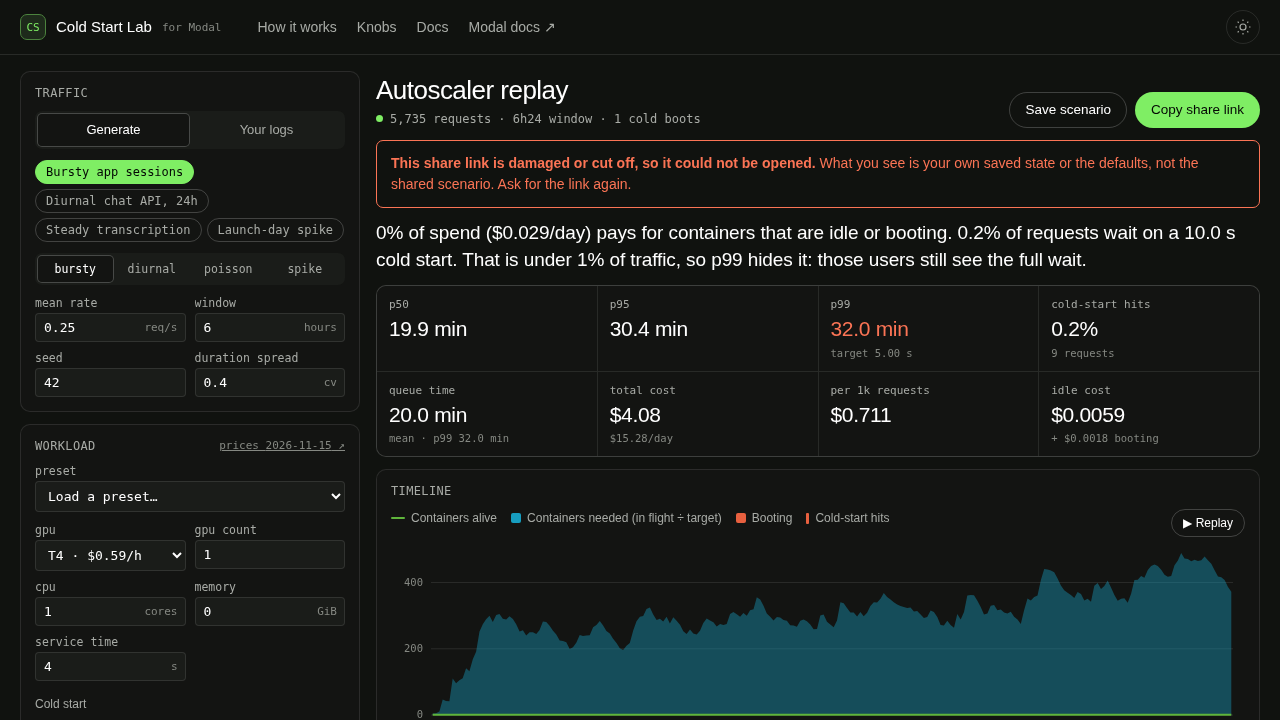 CS Cold Start Lab for Modal How it works Knobs Docs Modal docs ↗
TRAFFIC
Generate Your logs
Bursty app sessions
Diurnal chat API, 24h
Steady transcription Launch-day spike
bursty diurnal poisson spike
mean rate window
0.25 req/s 6 hours
seed duration spread
42 0.4 cv
WORKLOAD prices 2026-11-15 ↗
preset
Load a preset…
gpu gpu count
T4 · $0.59/h 1
cpu memory
1 cores 0 GiB
service time
4 s
Cold start
Autoscaler replay
5,735 requests · 6h24 window · 1 cold boots
Save scenario Copy share link
This share link is damaged or cut off, so it could not be opened. What you see is your own saved state or the defaults, not the
shared scenario. Ask for the link again.
0% of spend ($0.029/day) pays for containers that are idle or booting. 0.2% of requests wait on a 10.0 s
cold start. That is under 1% of traffic, so p99 hides it: those users still see the full wait.
p50 p95 p99 cold-start hits
19.9 min 30.4 min 32.0 min 0.2%
target 5.00 s 9 requests
queue time total cost per 1k requests idle cost
20.0 min $4.08 $0.711 $0.0059
mean · p99 32.0 min $15.28/day + $0.0018 booting
TIMELINE
Containers alive Containers needed (in flight ÷ target) Booting Cold-start hits ▶ Replay
400
200
0